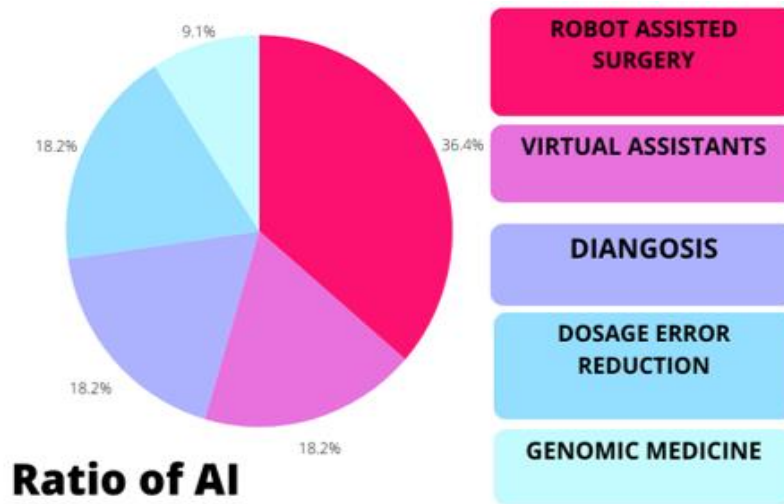 9.1%
18.2%
36.4%
18.2%
18.2%
Ratio of AI
ROBOT ASSISTED
SURGERY
VIRTUAL ASSISTANTS
DIANGOSIS
DOSAGE ERROR
REDUCTION
GENOMIC MEDICINE